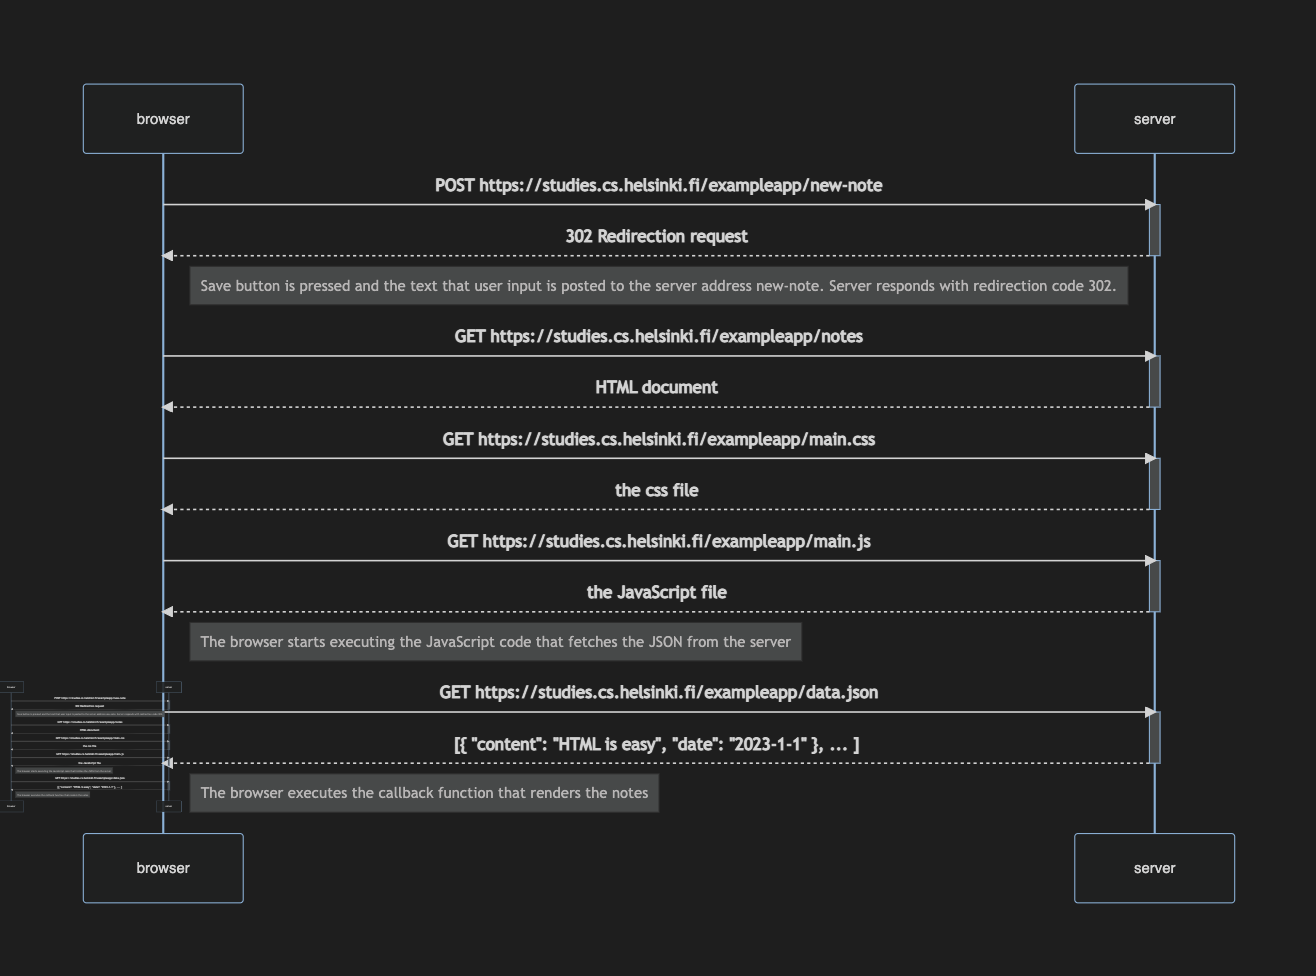 browser
server
POST https://studies.cs.helsinki.fi/exampleapp/new-note
302 Redirection request
Save button is pressed and the text that user input is posted to the server address new-note. Server responds with redirection code 302.
GET https://studies.cs.helsinki.fi/exampleapp/notes
HTML document
GET https://studies.cs.helsinki.fi/exampleapp/main.css
the css file
GET https://studies.cs.helsinki.fi/exampleapp/main.js
the JavaScript file
The browser starts executing the JavaScript code that fetches the JSON from the server
GET https://studies.cs.helsinki.fi/exampleapp/data.json
[{ "content": "HTML is easy", "date": "2023-1-1" }, ... ]
The browser executes the callback function that renders the notes
browser
server